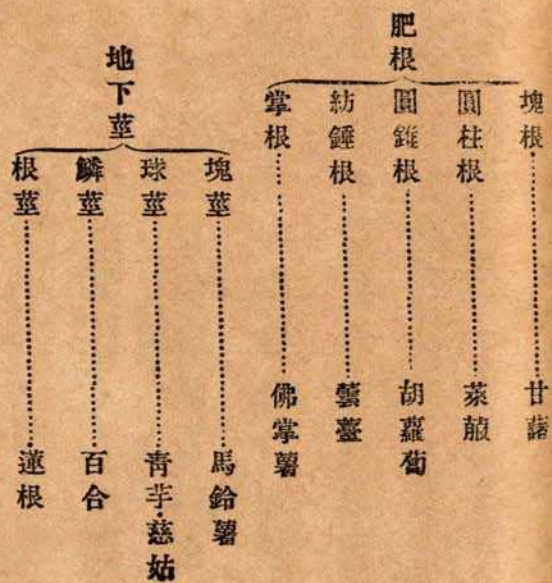 肥根
塊根……甘藷
圓柱根……萊菔
圓錐根……胡蘿蔔
紡錘根……蕓薹
掌根……佛掌薯
地下莖
塊莖……馬鈴薯
球莖……青芋・慈姑
鱗莖……百合
根莖……蓮根